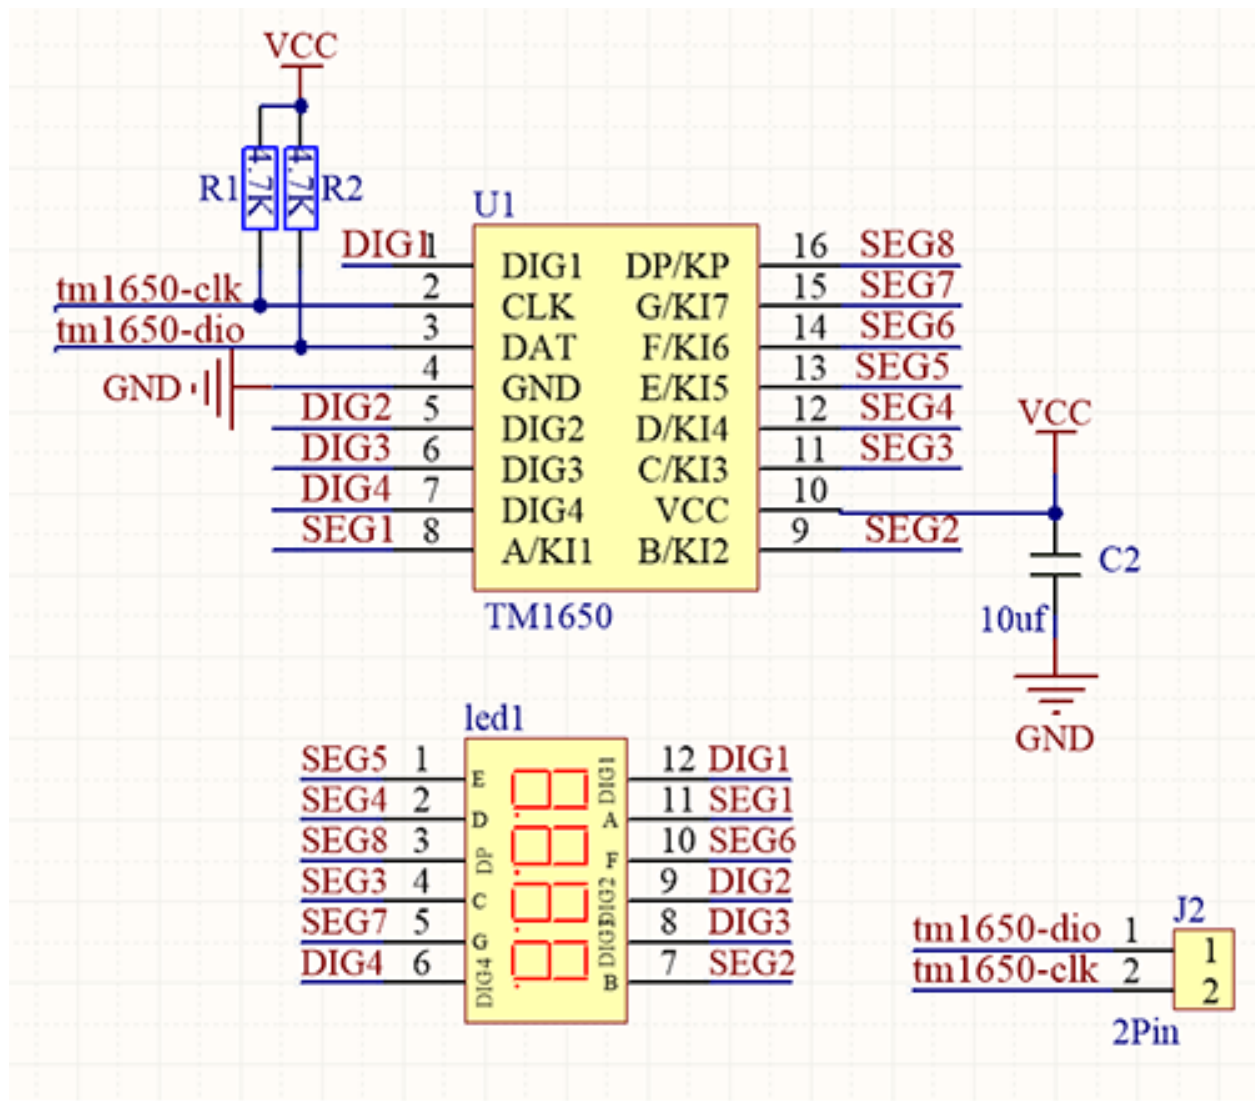 VCC
R1 4.7K 4.7K R2
U1
DIG1 1 DIG1 DP/KP 16 SEG8
tm1650-clk 2 CLK G/KI7 15 SEG7
tm1650-dio 3 DAT F/KI6 14 SEG6
GND 4 GND E/KI5 13 SEG5
DIG2 5 DIG2 D/KI4 12 SEG4
DIG3 6 DIG3 C/KI3 11 SEG3
DIG4 7 DIG4 VCC 10
SEG1 8 A/KI1 B/KI2 9 SEG2
TM1650
VCC
C2
10uf
GND
led1
SEG5 1 E DIG1 12 DIG1
SEG4 2 D A 11 SEG1
SEG8 3 DP F 10 SEG6
SEG3 4 C DIG2 9 DIG2
SEG7 5 G DIG3 8 DIG3
DIG4 6 DIG4 B 7 SEG2
J2
tm1650-dio 1 1
tm1650-clk 2 2
2Pin